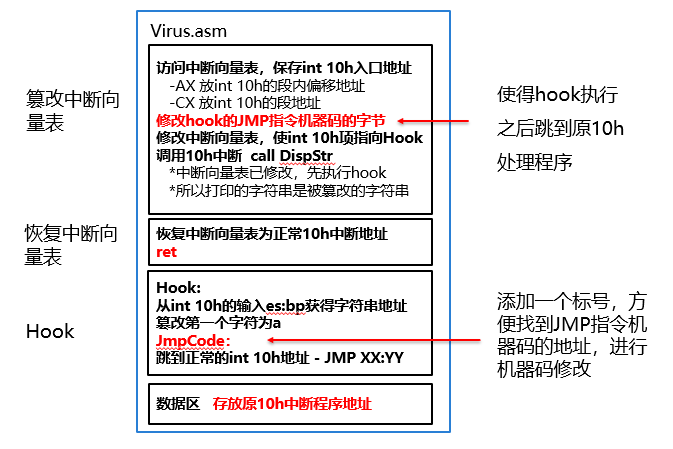 Virus.asm
篡改中断向
量表
访问中断向量表，保存int 10h入口地址
-AX 放int 10h的段内偏移地址
-CX 放int 10h的段地址
修改hook的JMP指令机器码的字节
修改中断向量表，使int 10h项指向Hook
调用10h中断  call DispStr
*中断向量表已修改，先执行hook
*所以打印的字符串是被篡改的字符串
使得hook执行
之后跳到原10h
处理程序
恢复中断向
量表
恢复中断向量表为正常10h中断地址
ret
Hook
Hook:
从int 10h的输入es:bp获得字符串地址
篡改第一个字符为a
JmpCode：
跳到正常的int 10h地址 - JMP XX:YY
添加一个标号，方
便找到JMP指令机
器码的地址，进行
机器码修改
数据区  存放原10h中断程序地址